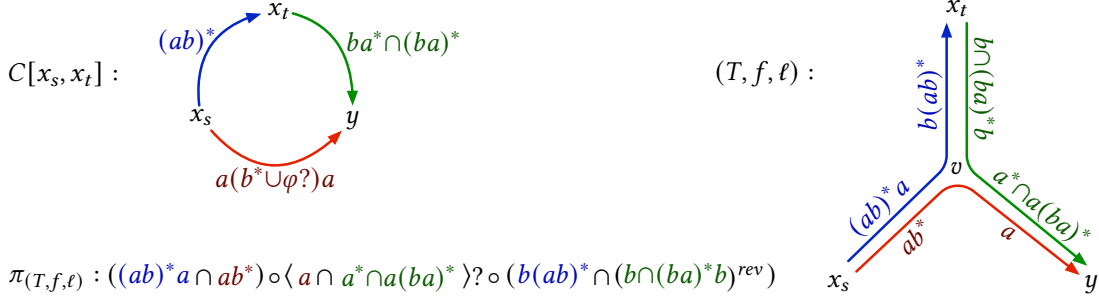 x_t
(ab)^*
ba^*∩(ba)^*
C[x_s, x_t] :
x_s
y
a(b^*∪φ?)a
(T, f, ℓ) :
x_t
b(ab)^*
b∩(ba)^*b
v
(ab)^*a
a^*∩a(ba)^*
ab^*
a
x_s
y
π_{(T,f,ℓ)} : ((ab)^*a ∩ ab^*) ∘ ⟨ a ∩ a^*∩a(ba)^* ⟩? ∘ (b(ab)^* ∩ (b∩(ba)^*b)^{rev})